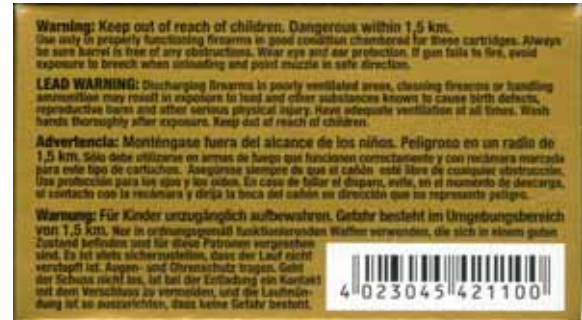 Warning: Keep out of reach of children. Dangerous within 1,5 km.
Use only in properly functioning firearms in good condition chambered for these cartridges. Always
be sure barrel is free of any obstructions. Wear eye and ear protection. If gun fails to fire, avoid
exposure to breech when unloading and point muzzle in safe direction.
LEAD WARNING: Discharging firearms in poorly ventilated areas, cleaning firearms or handling
ammunition may result in exposure to lead and other substances known to cause birth defects,
reproductive harm and other serious physical injury. Have adequate ventilation at all times. Wash
hands thoroughly after exposure. Keep out of reach of children.
Advertencia: Monténgase fuera del alcance de los niños. Peligroso en un radio de
1,5 km. Sólo debe utilizarse en armas de fuego que funcionen correctamente y con recámara marcada
para este tipo de cartuchos. Asegúrese siempre de que el cañón esté libre de cualquier obstrucción.
Use protección para los ojos y los oídos. En caso de fallar el disparo, evite, en el momento de descarga,
el contacto con la recámara y dirija la boca del cañón en dirección que no represente peligro.
Warnung: Für Kinder unzugänglich aufbewahren. Gefahr besteht im Umgebungsbereich
von 1,5 km. Nur in ordnungsgemäß funktionierenden Waffen verwenden, die sich in einem guten
Zustand befinden und für diese Patronen vorgesehen
sind. Es ist stets sicherzustellen, dass der Lauf nicht
verstopft ist. Augen- und Ohrenschutz tragen. Geht
der Schuss nicht los, ist bei der Entladung ein Kontakt
mit dem Verschluss zu vermeiden, und die Laufmün-
dung ist so auszurichten, dass keine Gefahr besteht.
4 023045 421100